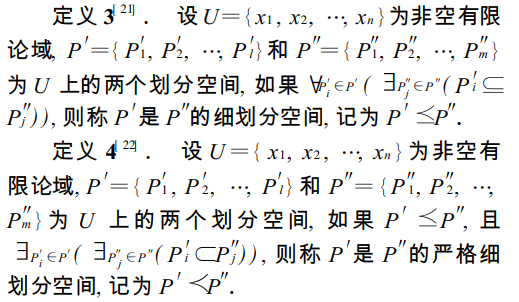 定义 3[21]. 设 U={x1, x2, …, xn}为非空有限
论域, P′={P′1, P′2, …, P′l}和 P″={P″1, P″2, …, P″m}
为 U 上的两个划分空间, 如果 ∀P′i∈P′( ∃P″j∈P″(P′i⊆
P″j)), 则称 P′是 P″的细划分空间, 记为 P′ ≤P″.
定义 4[22]. 设 U={ x1, x2, …, xn} 为非空有
限论域, P′={P′1, P′2, …, P′l} 和 P″={P″1, P″2, …,
P″m} 为 U 上的两个划分空间, 如果 P′ ≤P″, 且
∃P′i∈P′( ∃P″j∈P″(P′i⊂P″j)), 则称 P′是 P″的严格细
划分空间, 记为 P′ ≺P″.